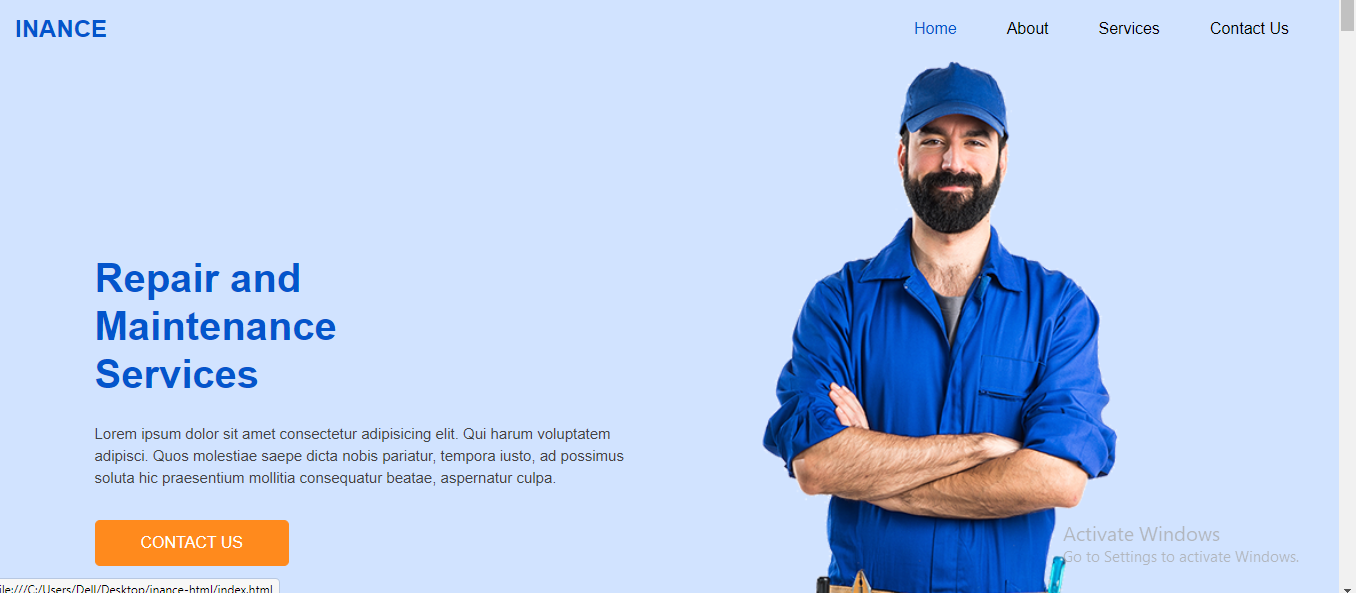 INANCE
Home About Services Contact Us
Repair and
Maintenance
Services
Lorem ipsum dolor sit amet consectetur adipisicing elit. Qui harum voluptatem
adipisci. Quos molestiae saepe dicta nobis pariatur, tempora iusto, ad possimus
soluta hic praesentium mollitia consequatur beatae, aspernatur culpa.
CONTACT US
Activate Windows
Go to Settings to activate Windows.
ile:///C:/Users/Dell/Desktop/inance-html/index.html